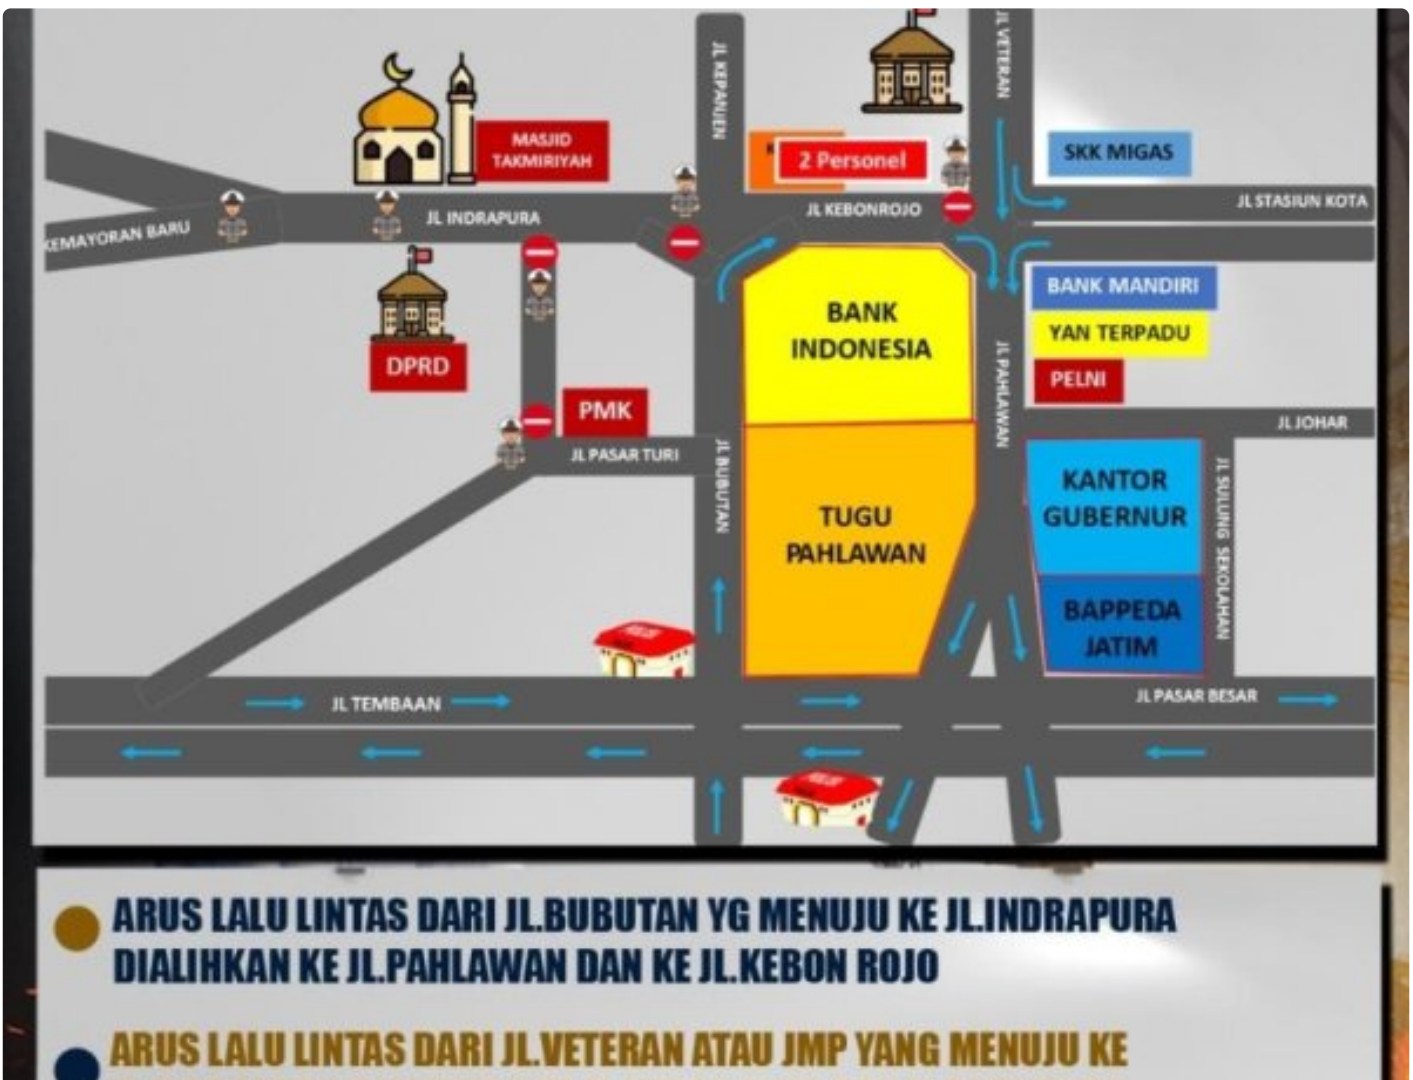 JL KEPANJEN
JL VETERAN
MASJID
TAKMIRIYAH
2 Personel
SKK MIGAS
JL STASIUN KOTA
JL KEBONROJO
JL INDRAPURA
KEMAYORAN BARU
BANK MANDIRI
YAN TERPADU
PELNI
BANK
INDONESIA
DPRD
PMK
JL PAHLAWAN
JL JOHAR
JL PASAR TURI
JL BUBUTAN
KANTOR
GUBERNUR
JL SULUNG SEKOLAHAN
TUGU
PAHLAWAN
BAPPEDA
JATIM
JL TEMBAAN
JL PASAR BESAR
ARUS LALU LINTAS DARI JL.BUBUTAN YG MENUJU KE JL.INDRAPURA
DIALIHKAN KE JL.PAHLAWAN DAN KE JL.KEBON ROJO
ARUS LALU LINTAS DARI JL.VETERAN ATAU JMP YANG MENUJU KE